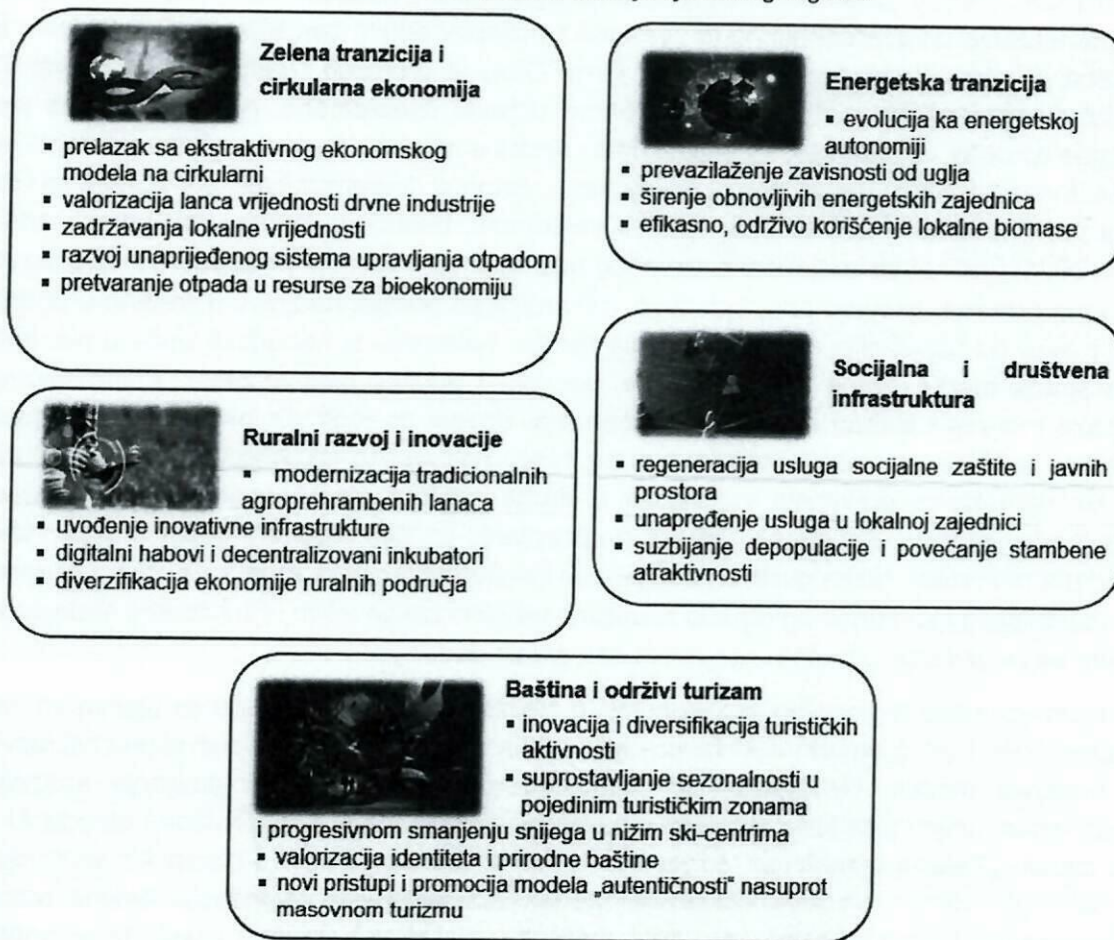 Zelena tranzicija i
cirkularna ekonomija
▪ prelazak sa ekstraktivnog ekonomskog
modela na cirkularni
▪ valorizacija lanca vrijednosti drvne industrije
▪ zadržavanja lokalne vrijednosti
▪ razvoj unaprijeđenog sistema upravljanja otpadom
▪ pretvaranje otpada u resurse za bioekonomiju
Energetska tranzicija
▪ evolucija ka energetskoj
autonomiji
▪ prevazilaženje zavisnosti od uglja
▪ širenje obnovljivih energetskih zajednica
▪ efikasno, održivo korišćenje lokalne biomase
Ruralni razvoj i inovacije
▪ modernizacija tradicionalnih
agroprehrambenih lanaca
▪ uvođenje inovativne infrastrukture
▪ digitalni habovi i decentralizovani inkubatori
▪ diverzifikacija ekonomije ruralnih područja
Socijalna i društvena
infrastruktura
▪ regeneracija usluga socijalne zaštite i javnih
prostora
▪ unapređenje usluga u lokalnoj zajednici
▪ suzbijanje depopulacije i povećanje stambene
atraktivnosti
Baština i održivi turizam
▪ inovacija i diversifikacija turističkih
aktivnosti
▪ suprostavljanje sezonalnosti u
pojedinim turističkim zonama
i progresivnom smanjenju snijega u nižim ski-centrima
▪ valorizacija identiteta i prirodne baštine
▪ novi pristupi i promocija modela „autentičnosti“ nasuprot
masovnom turizmu